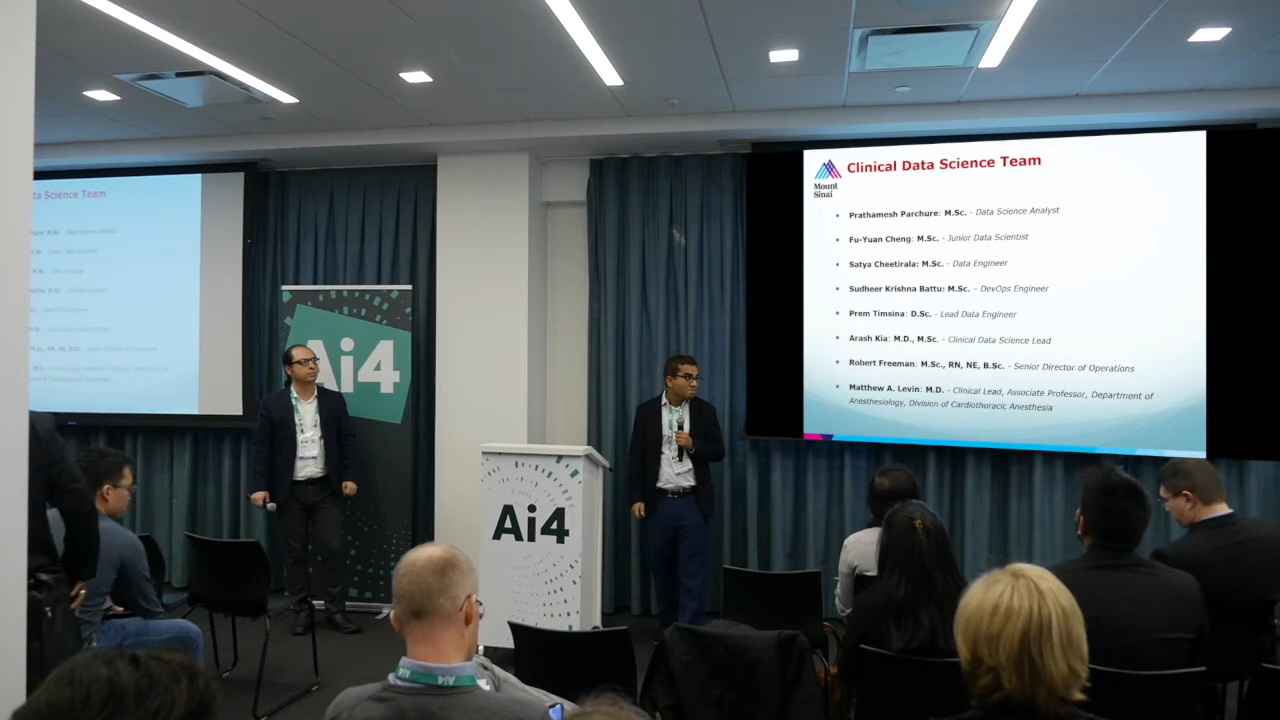 Mount
Sinai
Clinical Data Science Team
• Prathamesh Parchure: M.Sc. - Data Science Analyst
• Fu-Yuan Cheng: M.Sc. - Junior Data Scientist
• Satya Cheetirala: M.Sc. - Data Engineer
• Sudheer Krishna Battu: M.Sc. – DevOps Engineer
• Prem Timsina: D.Sc. - Lead Data Engineer
• Arash Kia: M.D., M.Sc. - Clinical Data Science Lead
• Robert Freeman: M.Sc., RN, NE, B.Sc. - Senior Director of Operations
• Matthew A. Levin: M.D. - Clinical Lead, Associate Professor, Department of
Anesthesiology, Division of Cardiothoracic Anesthesia
ta Science Team
Ai4
Ai4
Ai4